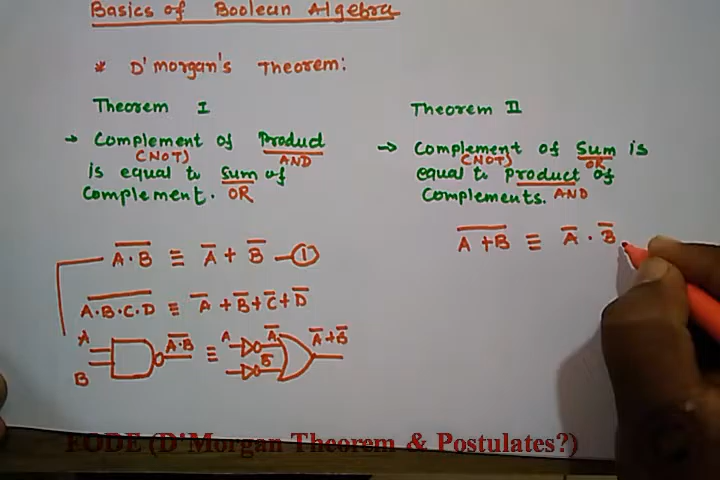 Basics of Boolean Algebra
* D'morgan's Theorem:
Theorem I
→ Complement of Product
(NOT) AND
is equal to Sum of
Complement. OR
A̅·̅B̅ ≡ A̅ + B̅ —①
A̅·̅B̅·̅C̅·̅D̅ ≡ A̅ + B̅ + C̅ + D̅
A
B
A̅·̅B̅
≡
A
A̅
B̅
A̅+B̅
Theorem II
→ Complement of Sum is
(NOT) OR
equal to product of
Complements. AND
A̅ ̅+̅B̅ ≡ A̅ · B̅
EODE (D'Morgan Theorem & Postulates?)